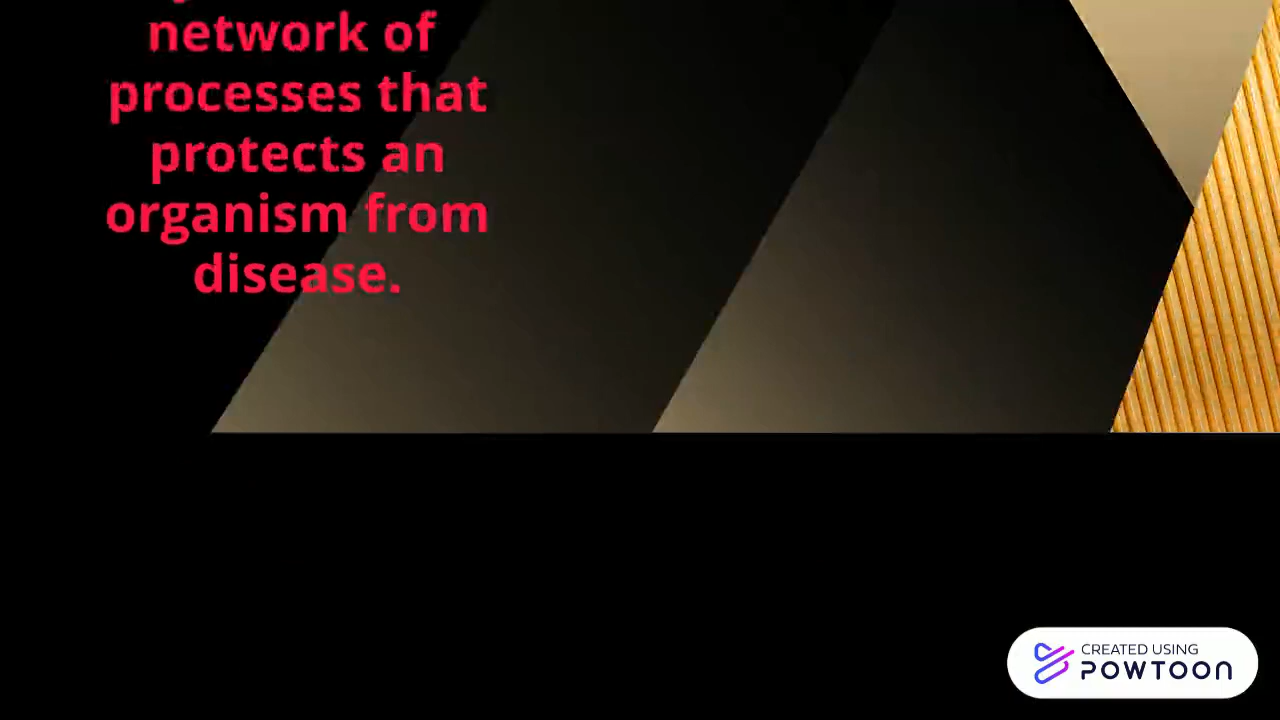 network of
processes that
protects an
organism from
disease.
CREATED USING
POWTOON